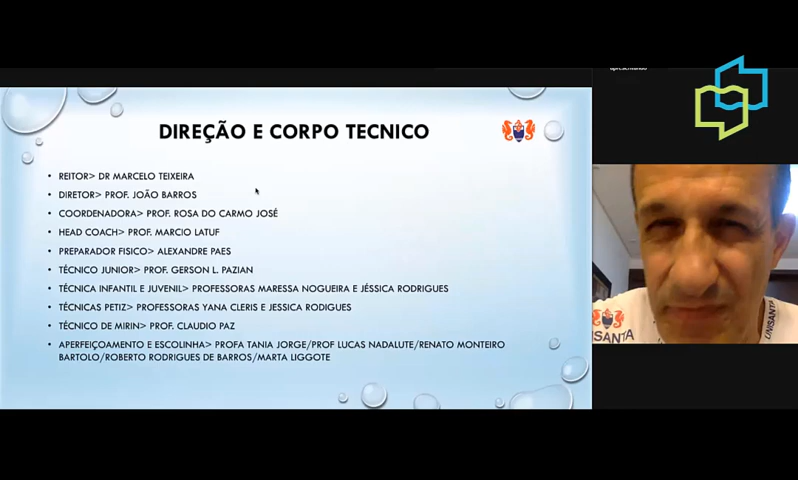 apresentando
DIREÇÃO E CORPO TECNICO
• REITOR> DR MARCELO TEIXEIRA
• DIRETOR> PROF. JOÃO BARROS
• COORDENADORA> PROF. ROSA DO CARMO JOSÉ
• HEAD COACH> PROF. MARCIO LATUF
• PREPARADOR FISICO> ALEXANDRE PAES
• TÉCNICO JUNIOR> PROF. GERSON L. PAZIAN
• TÉCNICA INFANTIL E JUVENIL> PROFESSORAS MARESSA NOGUEIRA E JÉSSICA RODRIGUES
• TÉCNICAS PETIZ> PROFESSORAS YANA CLERIS E JESSICA RODIGUES
• TÉCNICO DE MIRIN> PROF. CLAUDIO PAZ
• APERFEIÇOAMENTO E ESCOLINHA> PROFA TANIA JORGE/PROF LUCAS NADALUTE/RENATO MONTEIRO
BARTOLO/ROBERTO RODRIGUES DE BARROS/MARTA LIGGOTE
UNISANTA